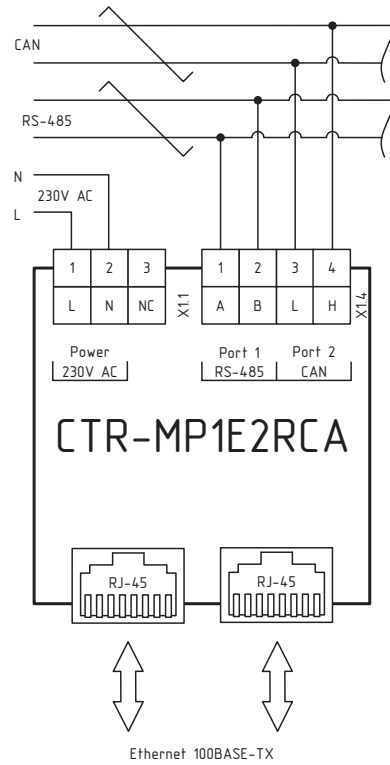 CAN
RS-485
N
230V AC
L
1 2 3 1 2 3 4
L N NC X1.1 A B L H X1.4
Power Port 1 Port 2
230V AC RS-485 CAN
CTR-MP1E2RCA
RJ-45 RJ-45
Ethernet 100BASE-TX